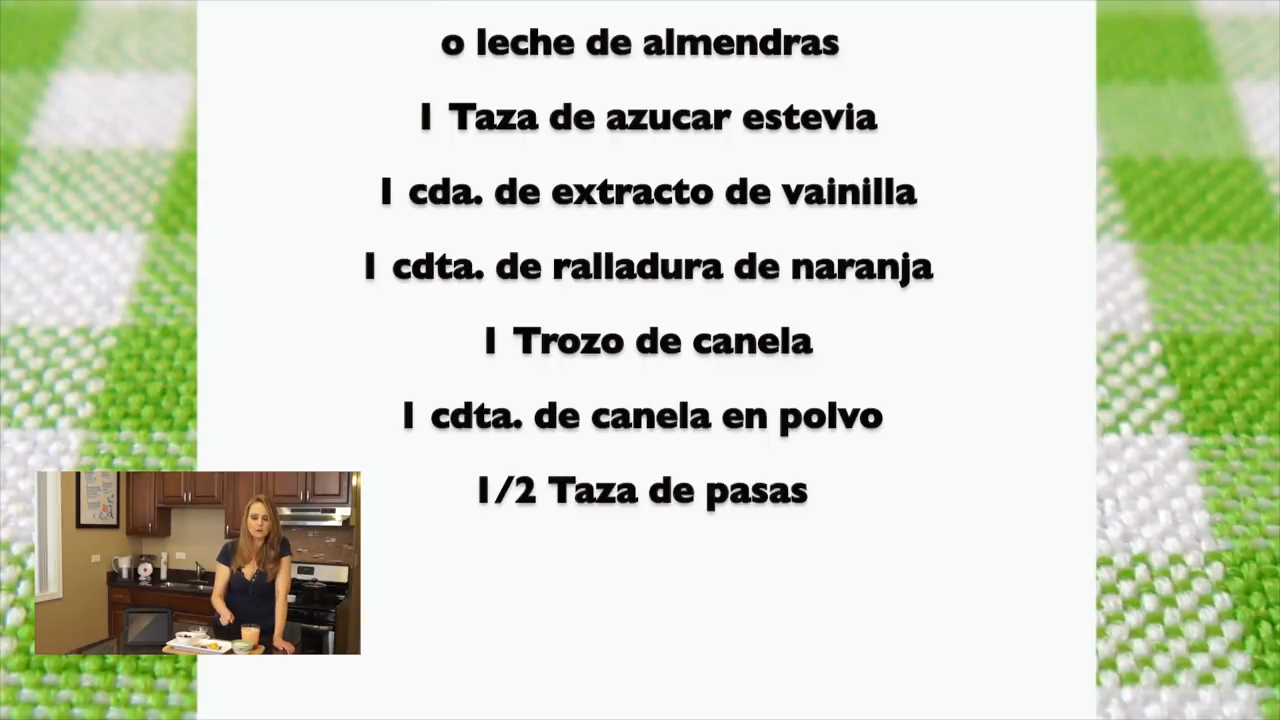 o leche de almendras
1 Taza de azucar estevia
1 cda. de extracto de vainilla
1 cdta. de ralladura de naranja
1 Trozo de canela
1 cdta. de canela en polvo
1/2 Taza de pasas